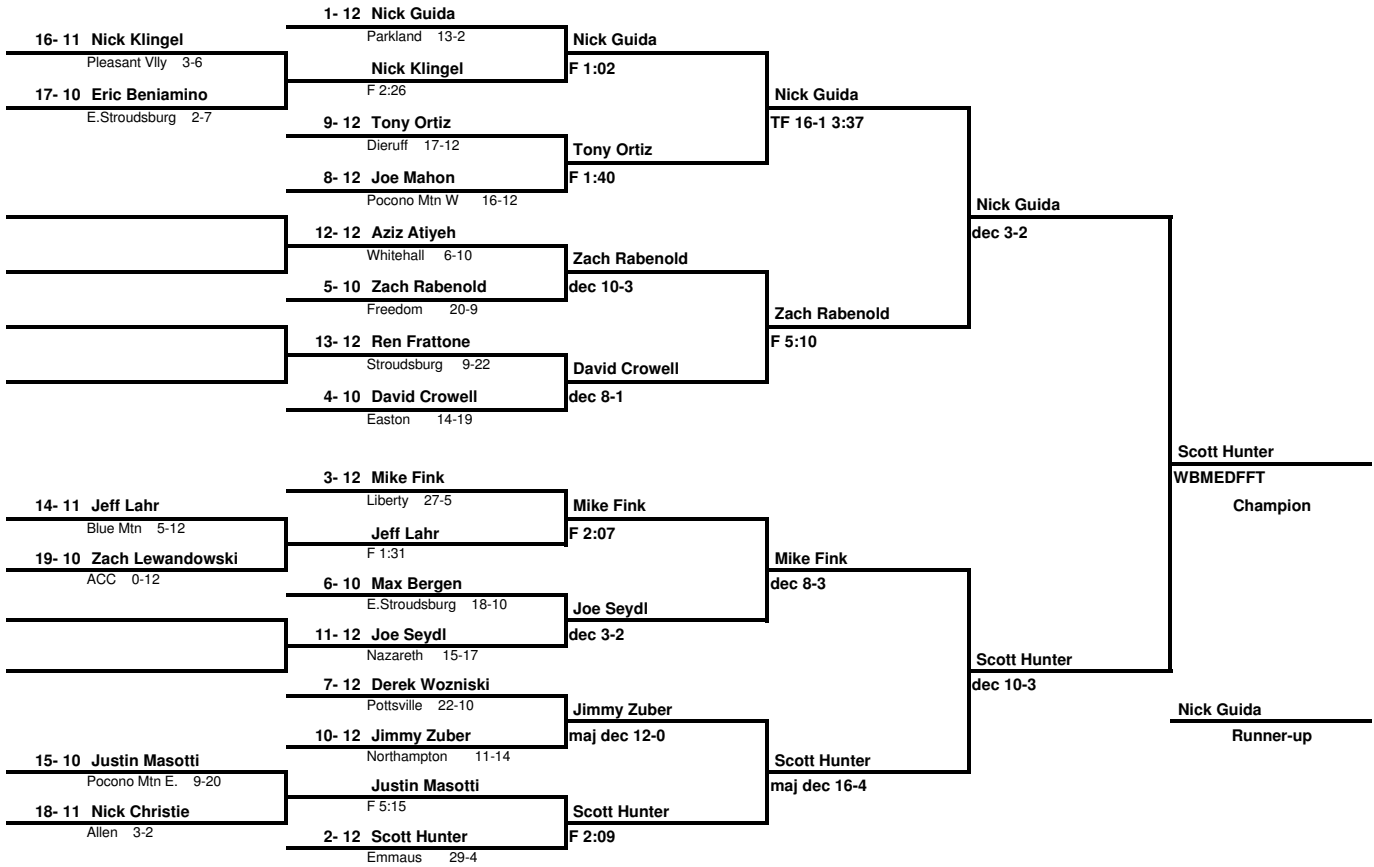 1- 12 Nick Guida
Parkland 13-2
16- 11 Nick Klingel
Pleasant Vlly 3-6
Nick Guida
F 1:02
Nick Klingel
F 2:26
17- 10 Eric Beniamino
E.Stroudsburg 2-7
Nick Guida
TF 16-1 3:37
9- 12 Tony Ortiz
Dieruff 17-12
Tony Ortiz
F 1:40
8- 12 Joe Mahon
Pocono Mtn W 16-12
Nick Guida
dec 3-2
12- 12 Aziz Atiyeh
Whitehall 6-10
Zach Rabenold
dec 10-3
5- 10 Zach Rabenold
Freedom 20-9
Zach Rabenold
F 5:10
13- 12 Ren Frattone
Stroudsburg 9-22
David Crowell
dec 8-1
4- 10 David Crowell
Easton 14-19
Scott Hunter
WBMEDFFT
Champion
3- 12 Mike Fink
Liberty 27-5
14- 11 Jeff Lahr
Blue Mtn 5-12
Mike Fink
F 2:07
Jeff Lahr
F 1:31
19- 10 Zach Lewandowski
ACC 0-12
Mike Fink
dec 8-3
6- 10 Max Bergen
E.Stroudsburg 18-10
Joe Seydl
dec 3-2
11- 12 Joe Seydl
Nazareth 15-17
Scott Hunter
dec 10-3
7- 12 Derek Wozniski
Pottsville 22-10
Jimmy Zuber
maj dec 12-0
Nick Guida
Runner-up
10- 12 Jimmy Zuber
Northampton 11-14
15- 10 Justin Masotti
Pocono Mtn E. 9-20
Scott Hunter
maj dec 16-4
Justin Masotti
F 5:15
18- 11 Nick Christie
Allen 3-2
Scott Hunter
F 2:09
2- 12 Scott Hunter
Emmaus 29-4